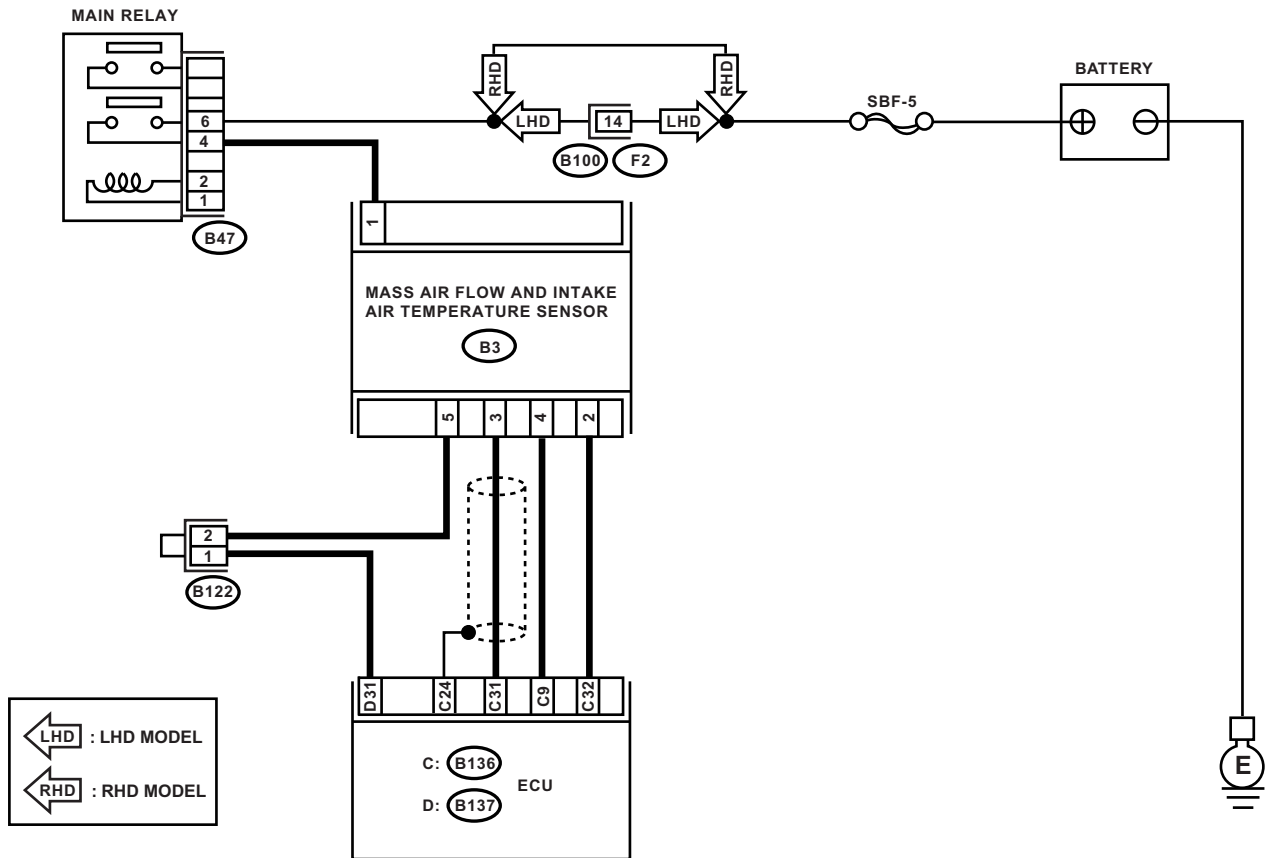 MAIN RELAY
BATTERY
SBF-5
RHD
RHD
LHD
14
LHD
6
4
2
1
B100
F2
B47
1
MASS AIR FLOW AND INTAKE
AIR TEMPERATURE SENSOR
B3
5
3
4
2
2
1
B122
D31
C24
C31
C9
C32
LHD : LHD MODEL
RHD : RHD MODEL
C: B136
ECU
D: B137
E